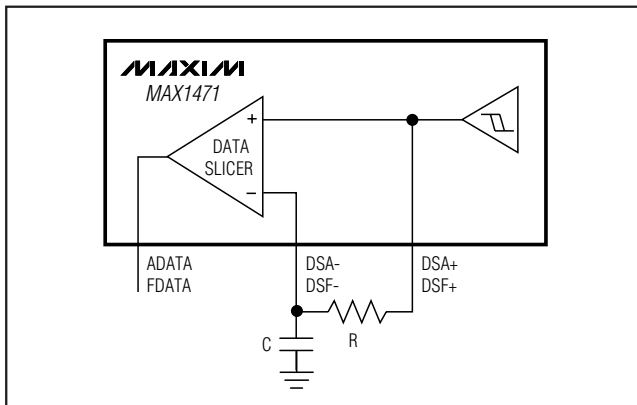 MAXIM
MAX1471
+
DATA
SLICER
−
ADATA
FDATA
DSA-
DSF-
DSA+
DSF+
C
R